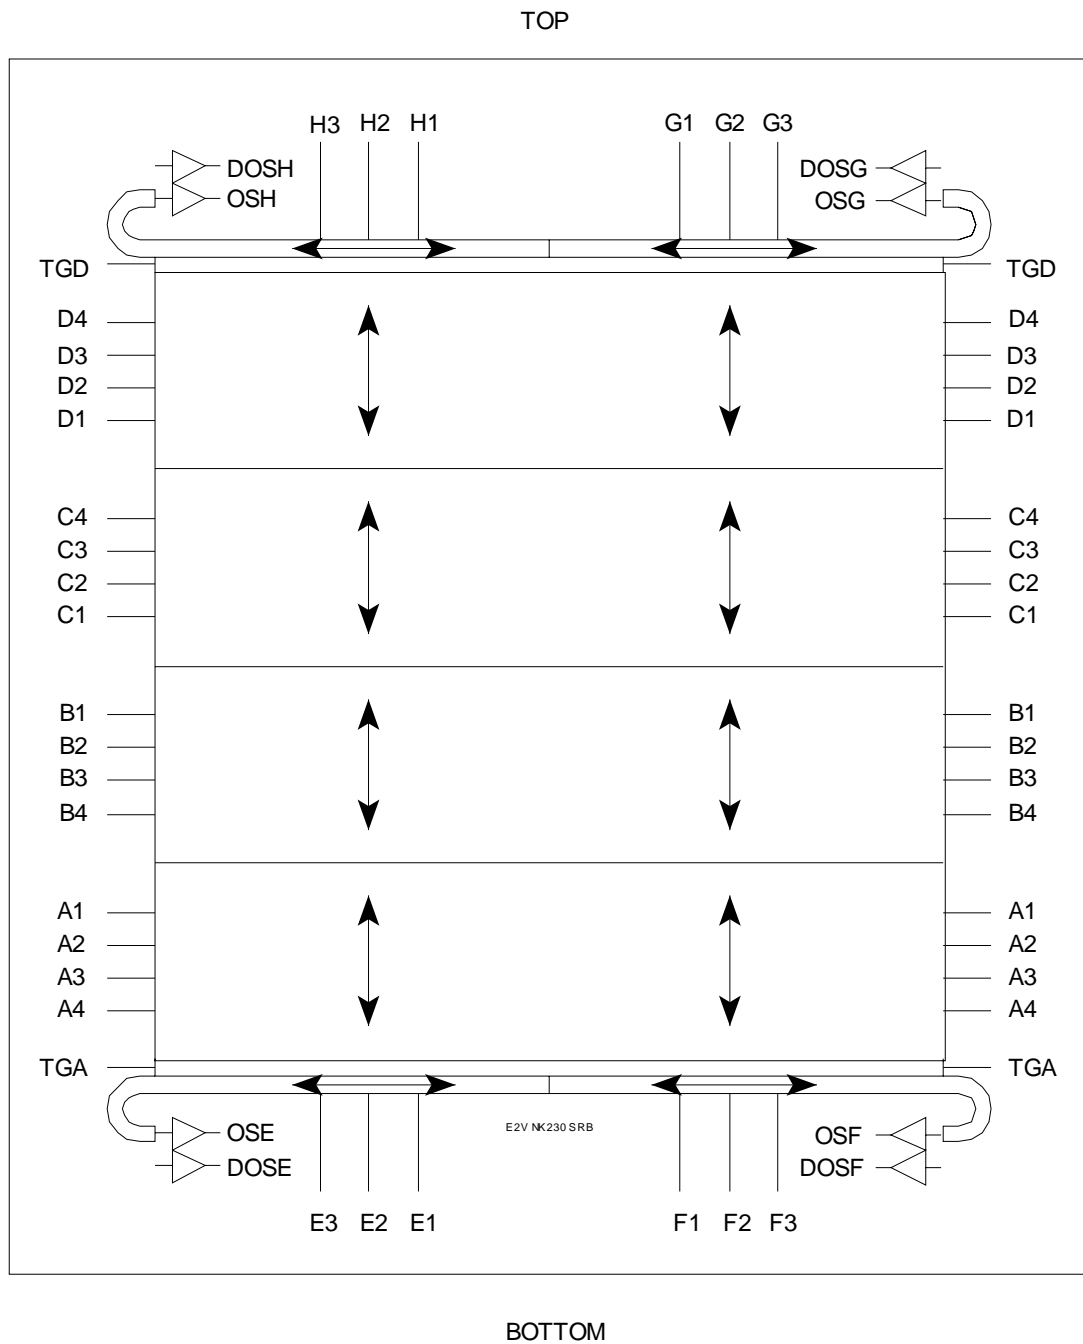 TOP
H3 H2 H1 G1 G2 G3
DOSH DOSG
OSH OSG
TGD TGD
D4 D4
D3 D3
D2 D2
D1 D1
C4 C4
C3 C3
C2 C2
C1 C1
B1 B1
B2 B2
B3 B3
B4 B4
A1 A1
A2 A2
A3 A3
A4 A4
TGA TGA
E2V NK230 SRB
OSE OSF
DOSE DOSF
E3 E2 E1 F1 F2 F3
BOTTOM